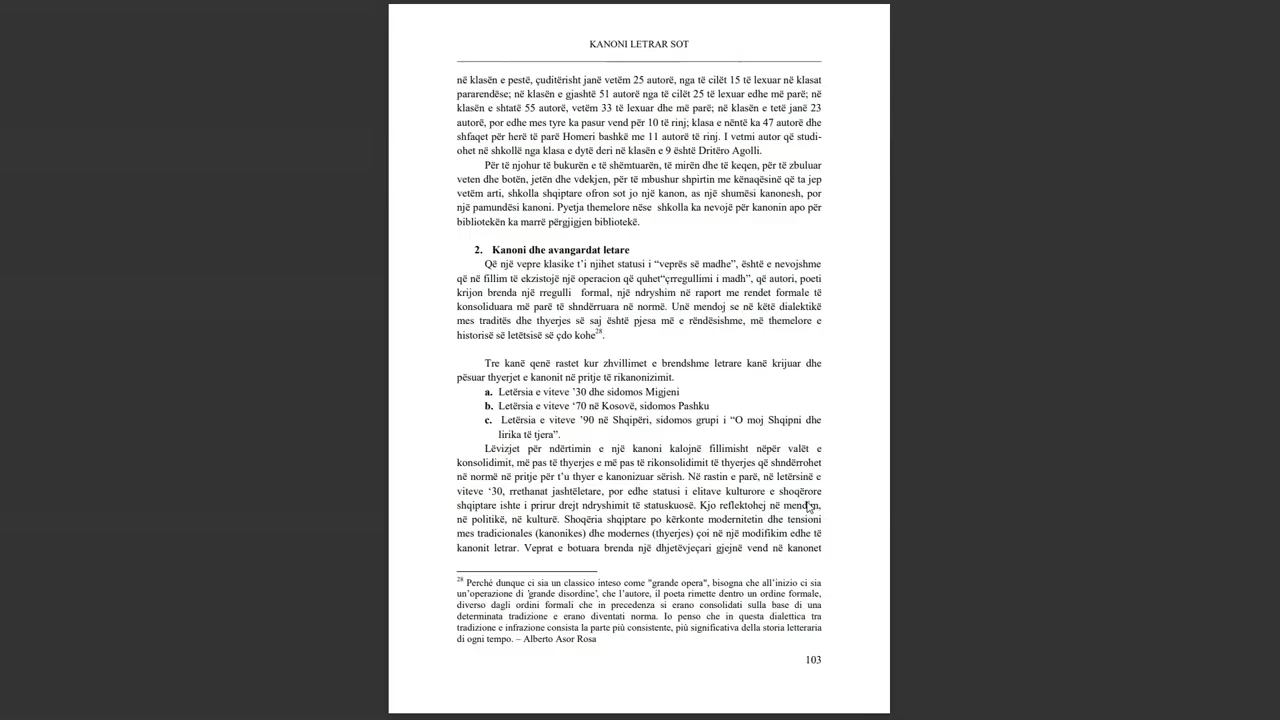 KANONI LETRAR SOT
në klasën e pestë, çuditërisht janë vetëm 25 autorë, nga të cilët 15 të lexuar në klasat
pararendëse; në klasën e gjashtë 51 autorë nga të cilët 25 të lexuar edhe më parë; në
klasën e shtatë 55 autorë, vetëm 33 të lexuar dhe më parë; në klasën e tetë janë 23
autorë, por edhe mes tyre ka pasur vend për 10 të rinj; klasa e nëntë ka 47 autorë dhe
shfaqet për herë të parë Homeri bashkë me 11 autorë të rinj. I vetmi autor që studi-
ohet në shkollë nga klasa e dytë deri në klasën e 9 është Dritëro Agolli.
Për të njohur të bukurën e të shëmtuarën, të mirën dhe të keqen, për të zbuluar
veten dhe botën, jetën dhe vdekjen, për të mbushur shpirtin me kënaqësinë që ta jep
vetëm arti, shkolla shqiptare ofron sot jo një kanon, as një shumësi kanonesh, por
një pamundësi kanoni. Pyetja themelore nëse shkolla ka nevojë për kanonin apo për
bibliotekën ka marrë përgjigjen bibliotekë.
2. Kanoni dhe avangardat letare
Që një vepre klasike t’i njihet statusi i “veprës së madhe”, është e nevojshme
që në fillim të ekzistojë një operacion që quhet“çrregullimi i madh”, që autori, poeti
krijon brenda një rregulli formal, një ndryshim në raport me rendet formale të
konsoliduara më parë të shndërruara në normë. Unë mendoj se në këtë dialektikë
mes traditës dhe thyerjes së saj është pjesa më e rëndësishme, më themelore e
historisë së letëtsisë së çdo kohe28.
Tre kanë qenë rastet kur zhvillimet e brendshme letrare kanë krijuar dhe
pësuar thyerjet e kanonit në pritje të rikanonizimit.
a. Letërsia e viteve ’30 dhe sidomos Migjeni
b. Letërsia e viteve ‘70 në Kosovë, sidomos Pashku
c. Letërsia e viteve ’90 në Shqipëri, sidomos grupi i “O moj Shqipni dhe
lirika të tjera”.
Lëvizjet për ndërtimin e një kanoni kalojnë fillimisht nëpër valët e
konsolidimit, më pas të thyerjes e më pas të rikonsolidimit të thyerjes që shndërrohet
në normë në pritje për t’u thyer e kanonizuar sërish. Në rastin e parë, në letërsinë e
viteve ‘30, rrethanat jashtëletare, por edhe statusi i elitave kulturore e shoqërore
shqiptare ishte i prirur drejt ndryshimit të statuskuosë. Kjo reflektohej në mendim,
në politikë, në kulturë. Shoqëria shqiptare po kërkonte modernitetin dhe tensioni
mes tradicionales (kanonikes) dhe modernes (thyerjes) çoi në një modifikim edhe të
kanonit letrar. Veprat e botuara brenda një dhjetëvjeçari gjejnë vend në kanonet
28 Perché dunque ci sia un classico inteso come "grande opera", bisogna che all’inizio ci sia
un’operazione di 'grande disordine', che l’autore, il poeta rimette dentro un ordine formale,
diverso dagli ordini formali che in precedenza si erano consolidati sulla base di una
determinata tradizione e erano diventati norma. Io penso che in questa dialettica tra
tradizione e infrazione consista la parte più consistente, più significativa della storia letteraria
di ogni tempo. – Alberto Asor Rosa
103